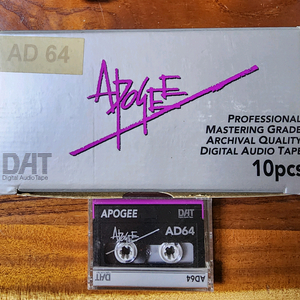 AD 64
APOGEE
PROFESSIONAL
MASTERING GRADE
ARCHIVAL QUALITY
DIGITAL AUDIO TAPE
10pcs
DAT
Digital Audio Tape
APOGEE
DAT
AD64
APOGEE
DAT
AD64